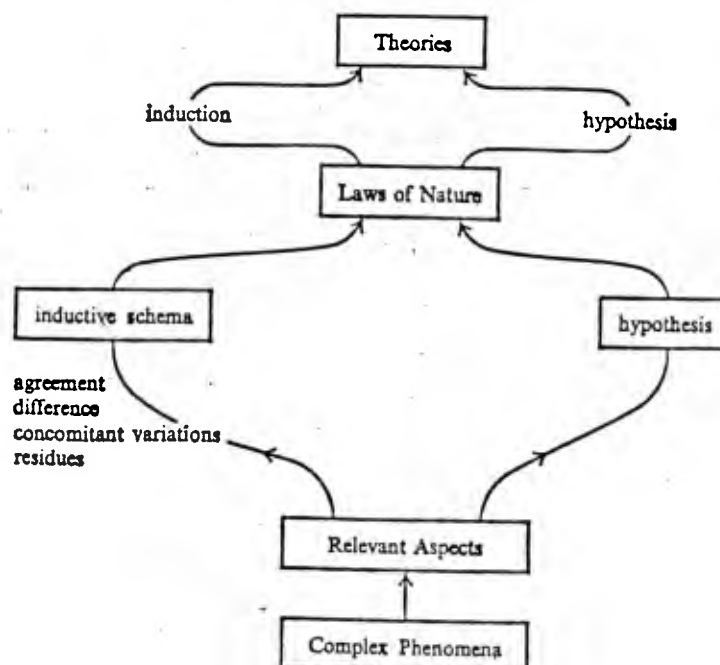 Theories
induction
hypothesis
Laws of Nature
inductive schema
hypothesis
agreement
difference
concomitant variations
residues
Relevant Aspects
Complex Phenomena